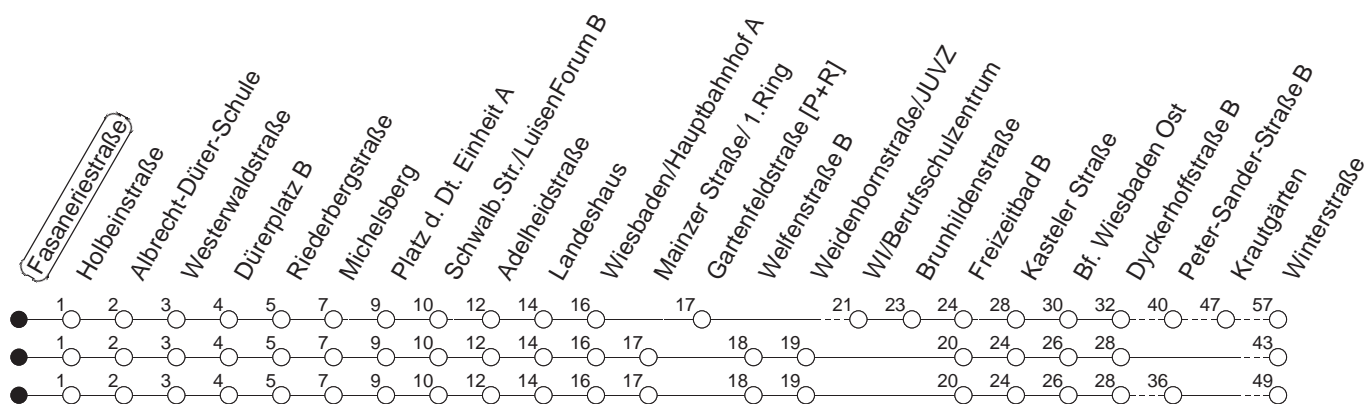 Fasaneriestraße
Holbeinstraße
Albrecht-Dürer-Schule
Westerwaldstraße
Dürerplatz B
Riederbergstraße
Michelsberg
Platz d. Dt. Einheit A
Schwalb.Str./LuisenForum B
Adelheidstraße
Landeshaus
Wiesbaden/Hauptbahnhof A
Mainzer Straße/ 1.Ring
Gartenfeldstraße [P+R]
Welfenstraße B
Weidenbornstraße/JUVZ
WI/Berufsschulzentrum
Brunhildenstraße
Freizeitbad B
Kasteler Straße
Bf. Wiesbaden Ost
Dyckerhoffstraße B
Peter-Sander-Straße B
Krautgärten
Winterstraße
1 2 3 4 5 7 9 10 12 14 16 17 21 23 24 28 30 32 40 47 57
1 2 3 4 5 7 9 10 12 14 16 17 18 19 20 24 26 28 43
1 2 3 4 5 7 9 10 12 14 16 17 18 19 20 24 26 28 36 49